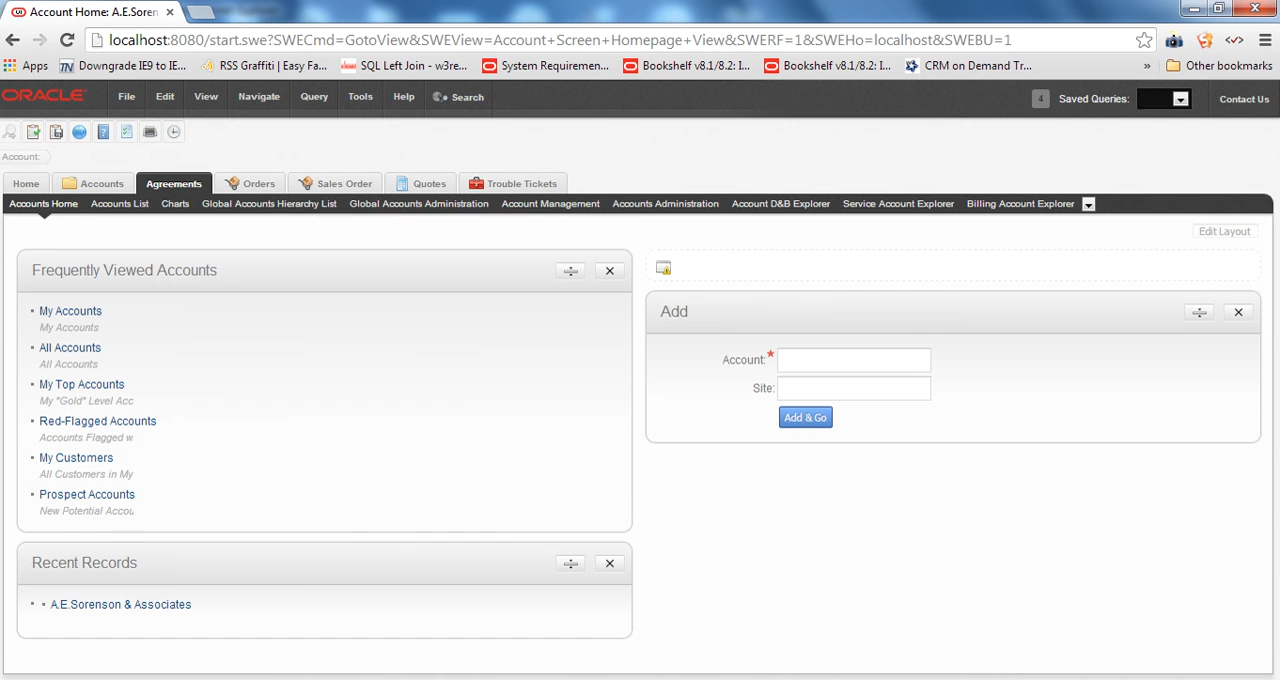 Account Home: A.E.Soren
localhost:8080/start.swe?SWECmd=GotoView&SWEView=Account+Screen+Homepage+View&SWERF=1&SWEHo=localhost&SWEBU=1
Apps Downgrade IE9 to IE... RSS Graffiti | Easy Fa... SQL Left Join - w3re... System Requiremen... Bookshelf v8.1/8.2: I... Bookshelf v8.1/8.2: I... CRM on Demand Tr... » Other bookmarks
ORACLE File Edit View Navigate Query Tools Help Search 4 Saved Queries: Contact Us
Account:
Home Accounts Agreements Orders Sales Order Quotes Trouble Tickets
Accounts Home Accounts List Charts Global Accounts Hierarchy List Global Accounts Administration Account Management Accounts Administration Account D&B Explorer Service Account Explorer Billing Account Explorer
Edit Layout
Frequently Viewed Accounts
My Accounts
My Accounts
All Accounts
All Accounts
My Top Accounts
My "Gold" Level Acc
Red-Flagged Accounts
Accounts Flagged w
My Customers
All Customers in My
Prospect Accounts
New Potential Accou
Recent Records
A.E.Sorenson & Associates
Add
Account:*
Site:
Add & Go